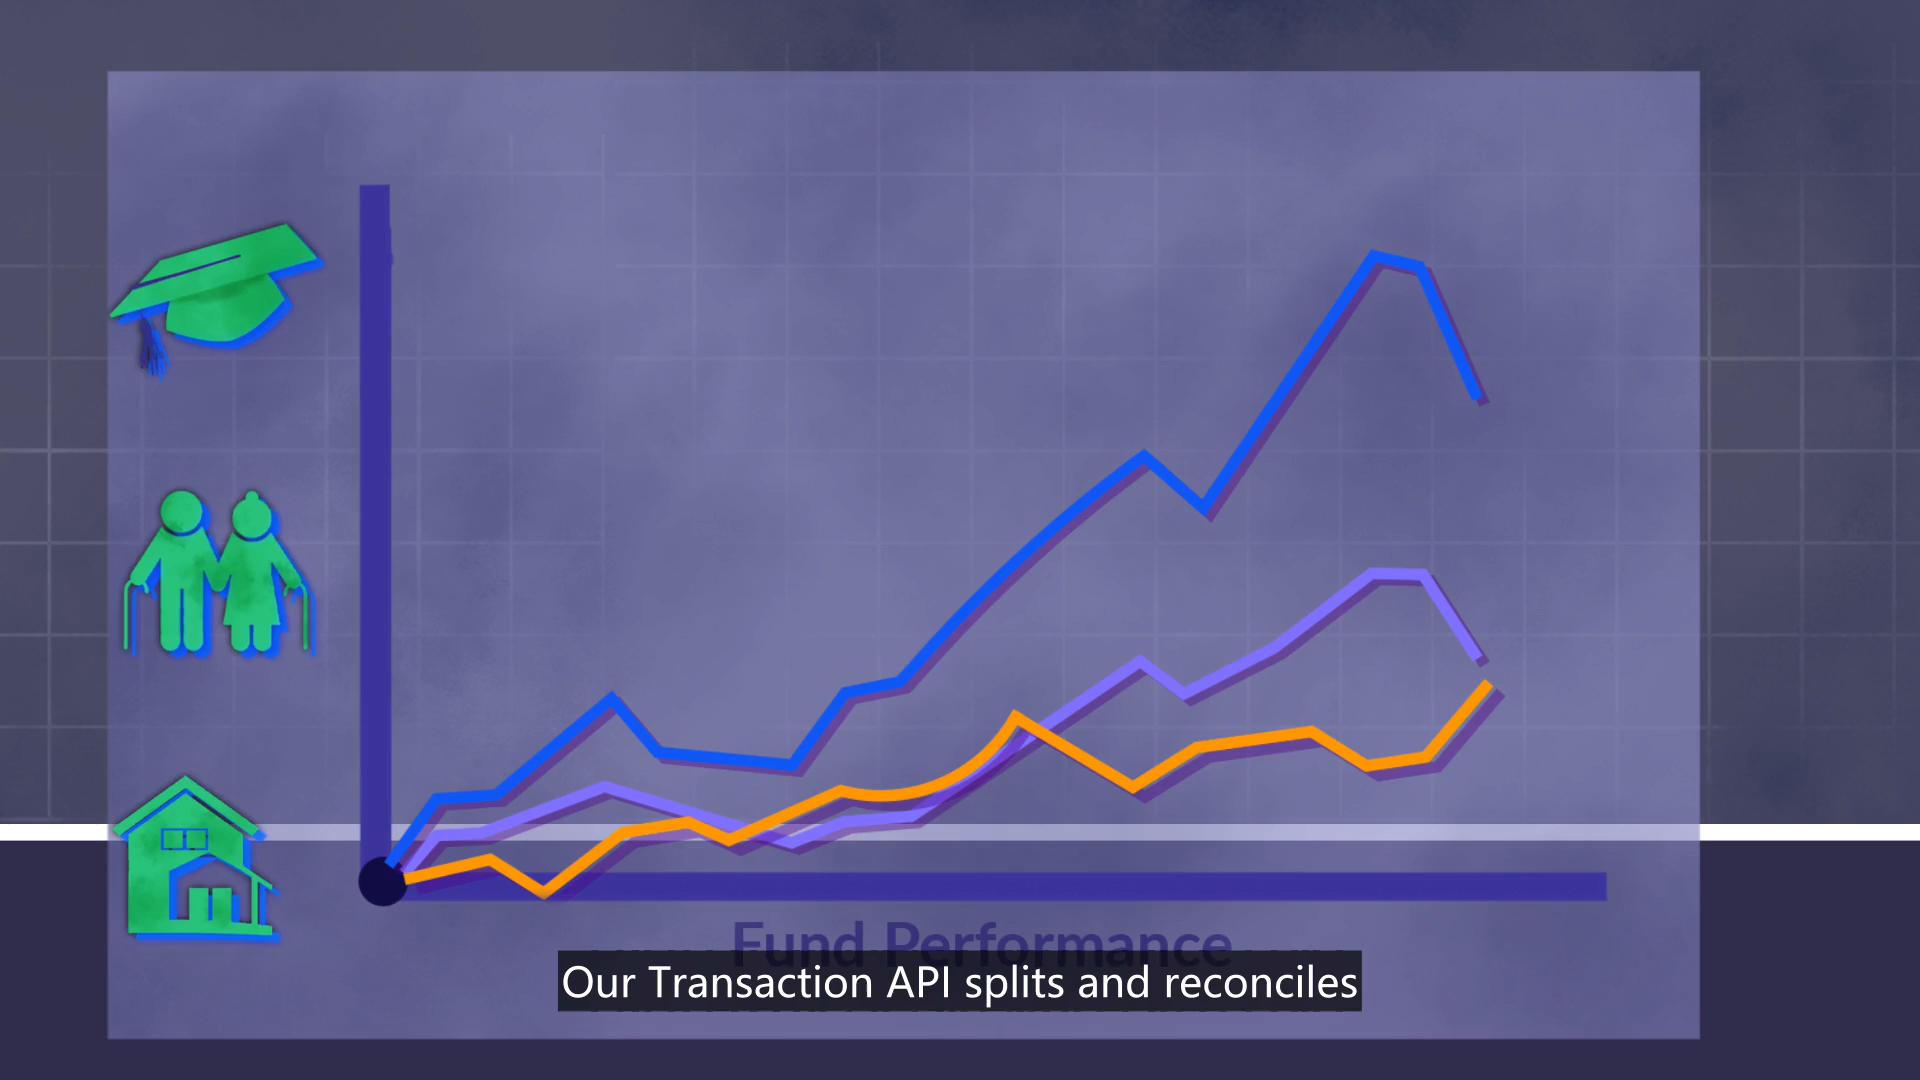 Fund Performance
Our Transaction API splits and reconciles